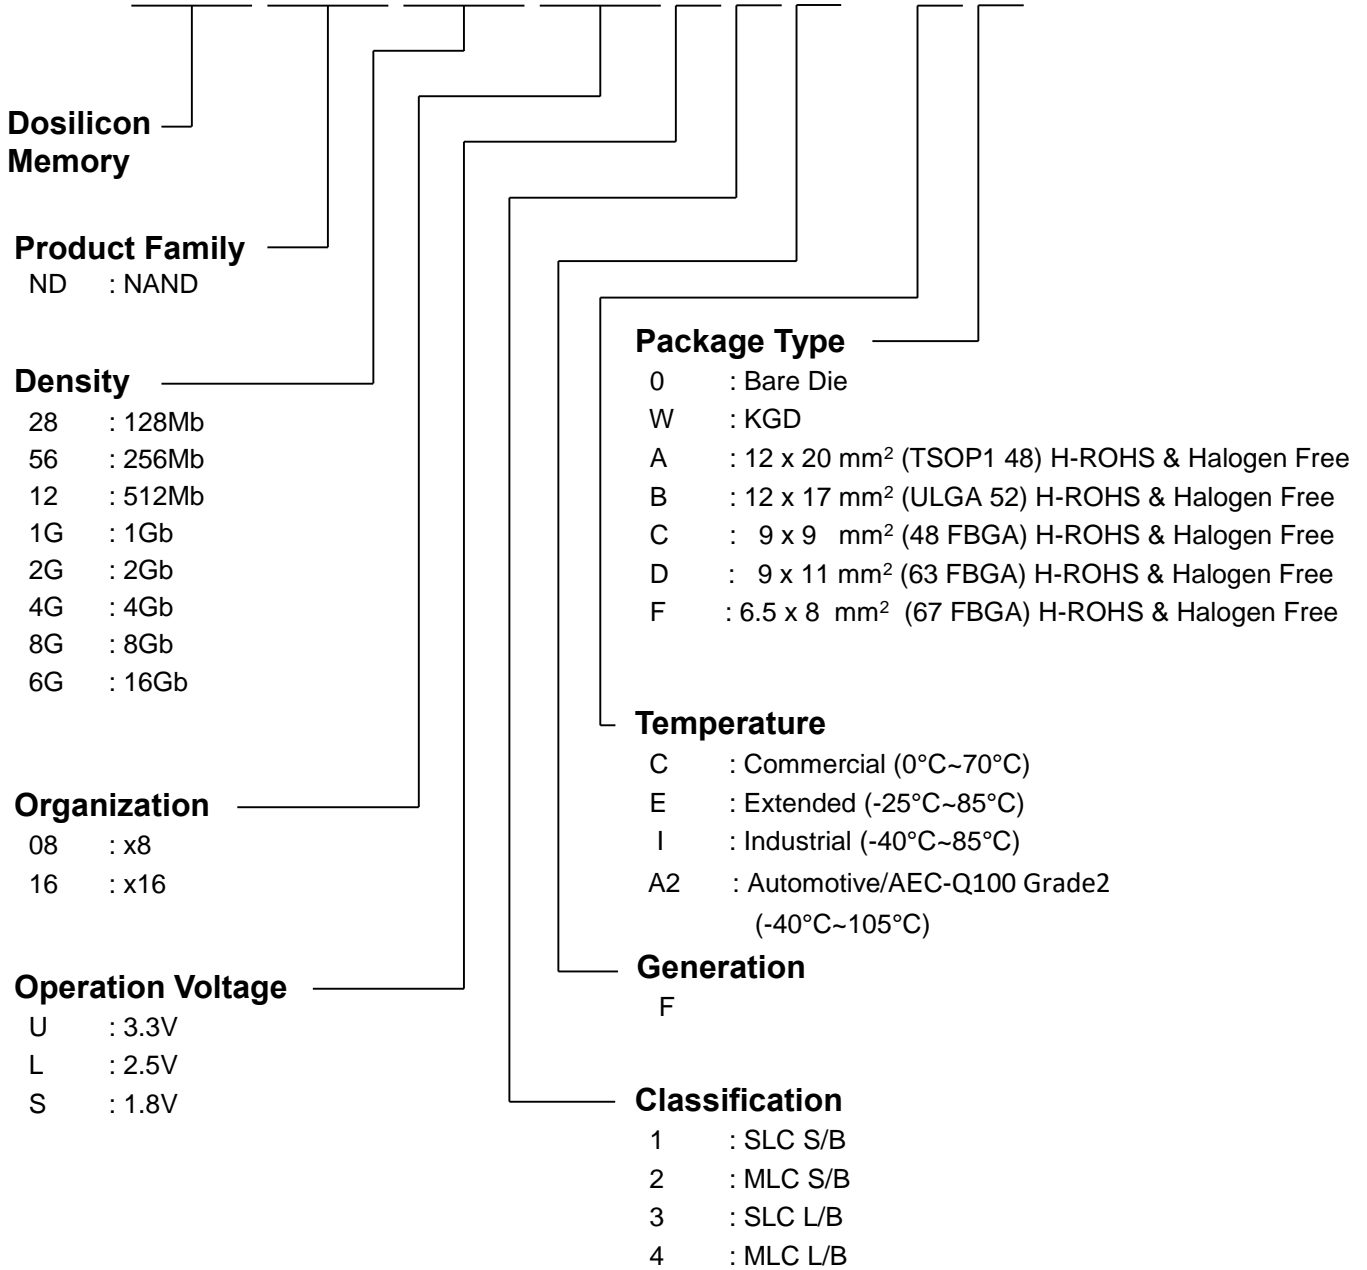 Dosilicon
Memory
Product Family
ND : NAND
Density
28 : 128Mb
56 : 256Mb
12 : 512Mb
1G : 1Gb
2G : 2Gb
4G : 4Gb
8G : 8Gb
6G : 16Gb
Organization
08 : x8
16 : x16
Operation Voltage
U : 3.3V
L : 2.5V
S : 1.8V
Package Type
0 : Bare Die
W : KGD
A : 12 x 20 mm² (TSOP1 48) H-ROHS & Halogen Free
B : 12 x 17 mm² (ULGA 52) H-ROHS & Halogen Free
C : 9 x 9 mm² (48 FBGA) H-ROHS & Halogen Free
D : 9 x 11 mm² (63 FBGA) H-ROHS & Halogen Free
F : 6.5 x 8 mm² (67 FBGA) H-ROHS & Halogen Free
Temperature
C : Commercial (0°C~70°C)
E : Extended (-25°C~85°C)
I : Industrial (-40°C~85°C)
A2 : Automotive/AEC-Q100 Grade2
(-40°C~105°C)
Generation
F
Classification
1 : SLC S/B
2 : MLC S/B
3 : SLC L/B
4 : MLC L/B